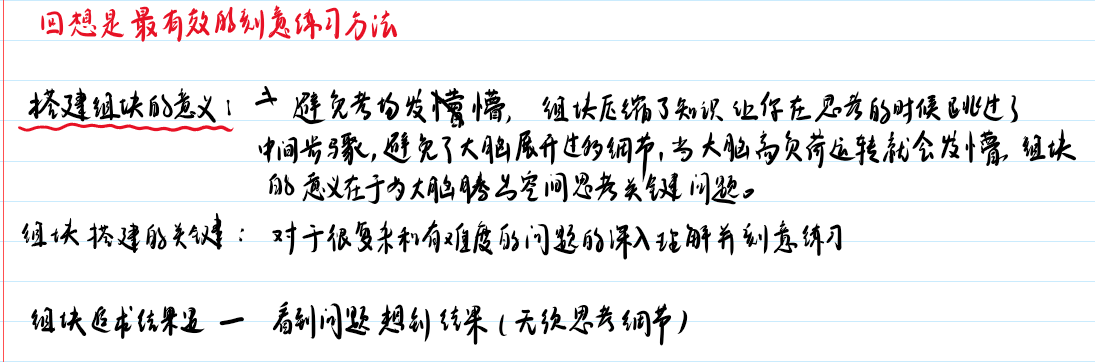 回想是最有效的刻意练习方法
搭建组块的意义: → 避免考场发懵懵, 组块压缩了知识 让你在思考的时候跳过了
中间步骤, 避免了大脑展开过多细节, 当大脑高负荷运转就会发懵 组块
的意义在于为大脑腾出空间思考关键问题。
组块搭建的关键: 对于很复杂和有难度的问题的深入理解并刻意练习
组块追求结果是 — 看到问题想到结果(无须思考细节)